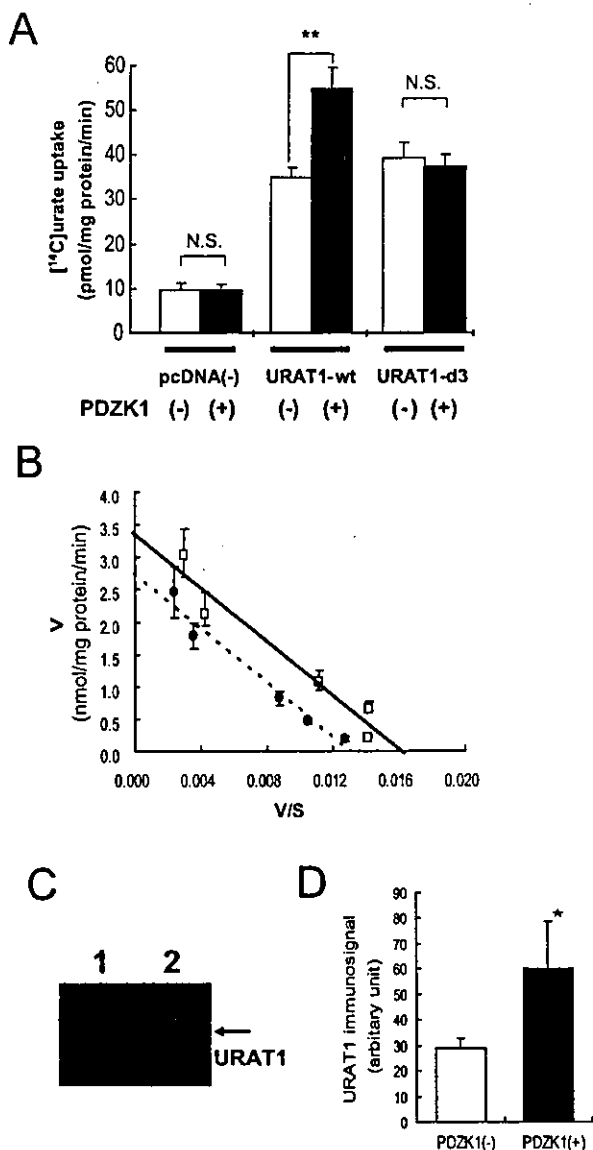 A
**
N.S.
N.S.
[¹⁴C]urate uptake
(pmol/mg protein/min)
60
50
40
30
20
10
0
pcDNA(-) URAT1-wt URAT1-d3
PDZK1 (-) (+) (-) (+) (-) (+)
B
V
(nmol/mg protein/min)
4.0
3.5
3.0
2.5
2.0
1.5
1.0
0.5
0.0
0.000 0.004 0.008 0.012 0.016 0.020
V/S
C
1 2
URAT1
D
URAT1 immunosignal
(arbitary unit)
90
80
70
60
50
40
30
20
10
0
*
PDZK1(-) PDZK1(+)